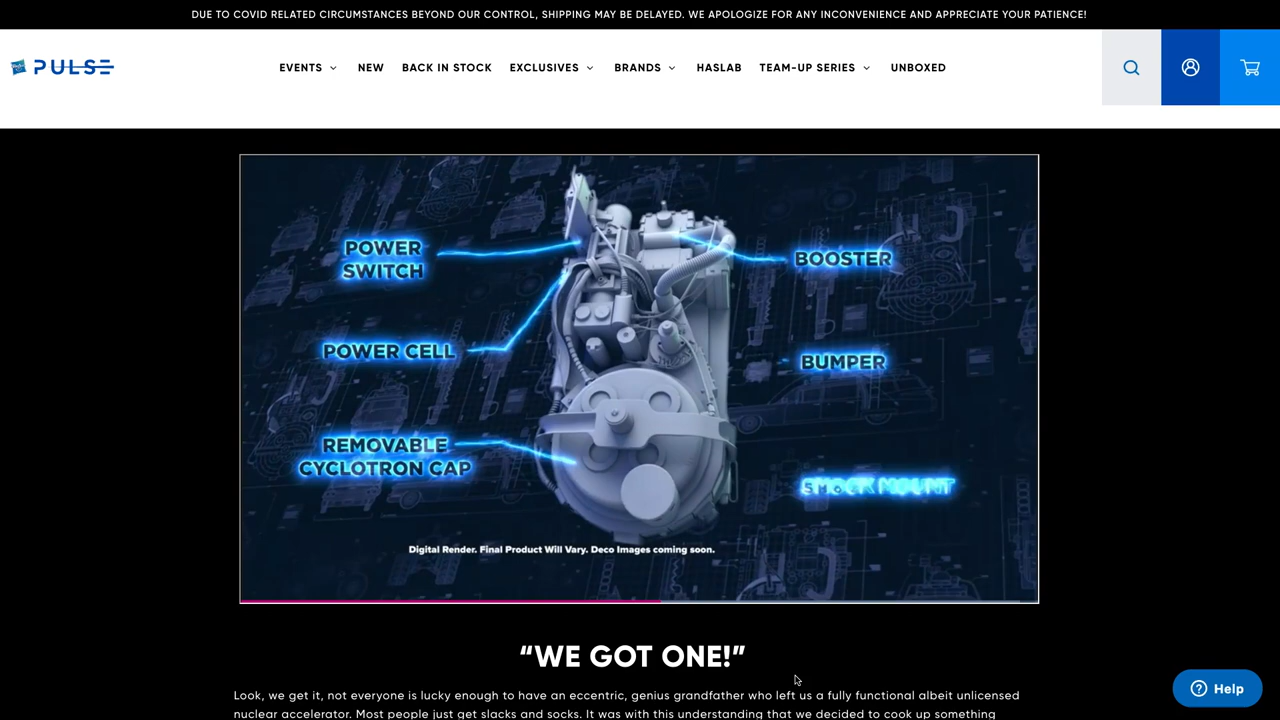 DUE TO COVID RELATED CIRCUMSTANCES BEYOND OUR CONTROL, SHIPPING MAY BE DELAYED. WE APOLOGIZE FOR ANY INCONVENIENCE AND APPRECIATE YOUR PATIENCE!
PULSE
EVENTS NEW BACK IN STOCK EXCLUSIVES BRANDS HASLAB TEAM-UP SERIES UNBOXED
POWER
SWITCH
BOOSTER
POWER CELL
BUMPER
REMOVABLE
CYCLOTRON CAP
SHOCK MOUNT
Digital Render. Final Product Will Vary. Deco Images coming soon.
“WE GOT ONE!”
Look, we get it, not everyone is lucky enough to have an eccentric, genius grandfather who left us a fully functional albeit unlicensed
nuclear accelerator. Most people just get slacks and socks. It was with this understanding that we decided to cook up something
Help